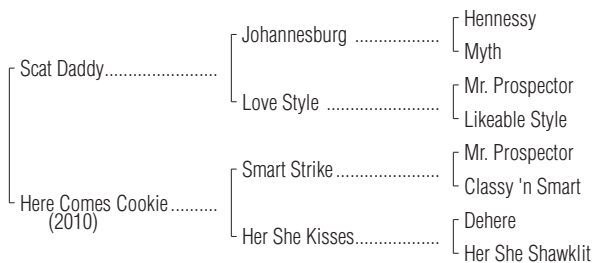 Hennessy
Johannesburg ..................
Myth
Scat Daddy........................
Mr. Prospector
Love Style ........................
Likeable Style
Mr. Prospector
Smart Strike ......................
Classy 'n Smart
Here Comes Cookie..........
(2010)
Dehere
Her She Kisses..................
Her She Shawklit